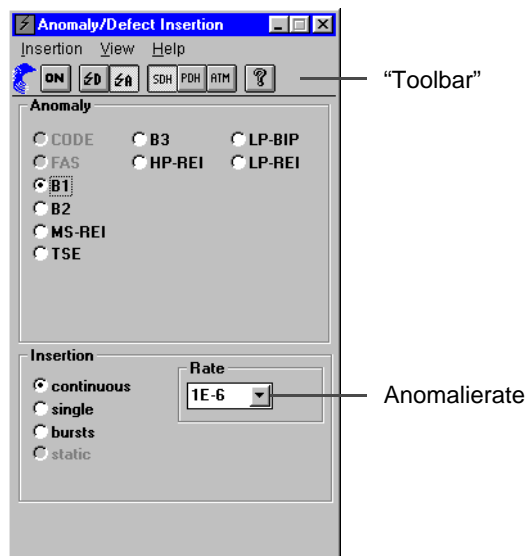 Anomaly/Defect Insertion
Insertion View Help
ON D A SDH PDH ATM ?
"Toolbar"
Anomaly
CODE B3 LP-BIP
FAS HP-REI LP-REI
B1
B2
MS-REI
TSE
Insertion
Rate
continuous
1E-6
Anomalierate
single
bursts
static